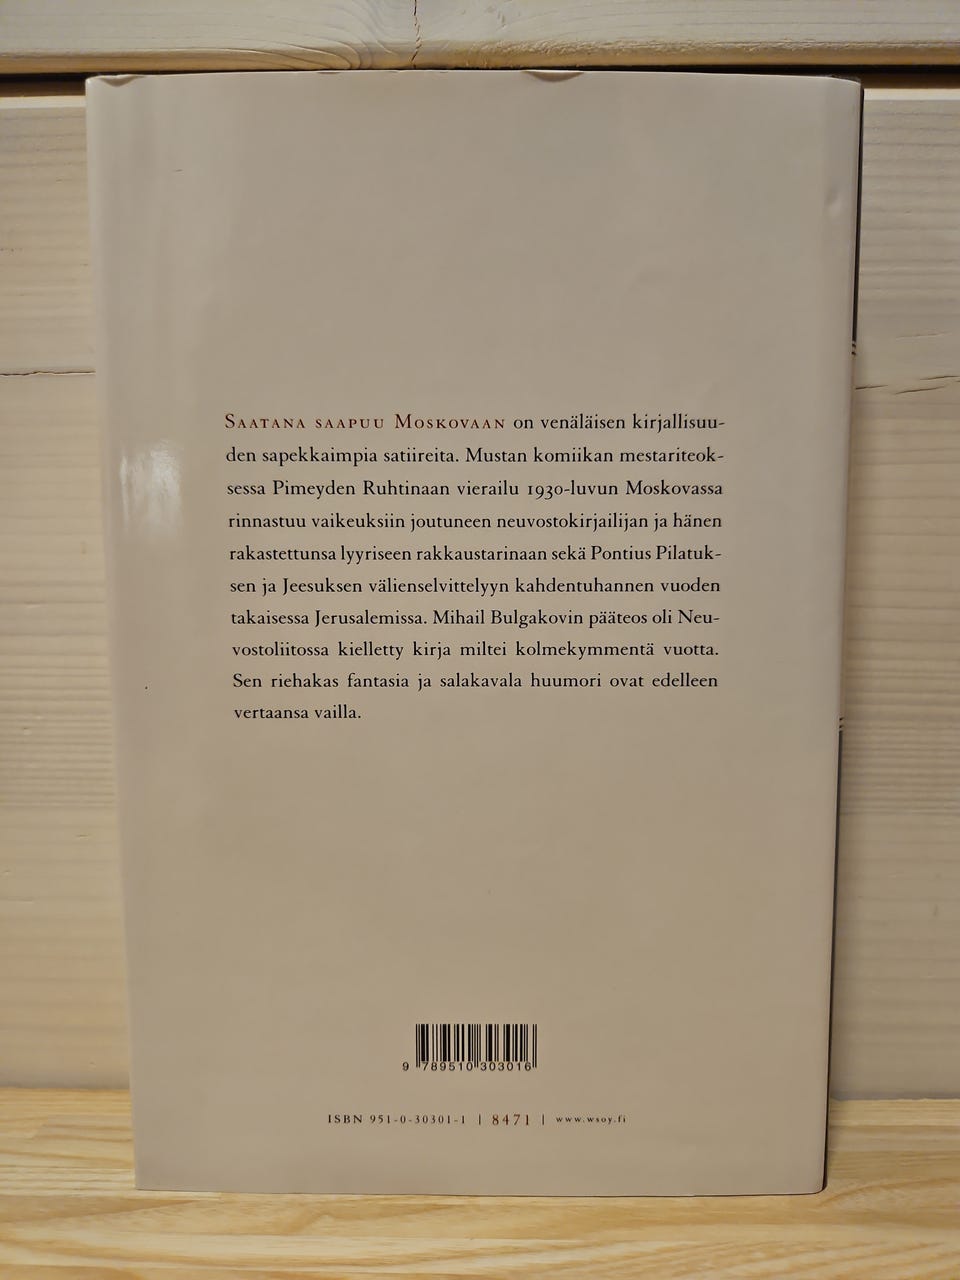 Saatana saapuu Moskovaan on venäläisen kirjallisuu-
den sapekkaimpia satiireita. Mustan komiikan mestariteok-
sessa Pimeyden Ruhtinaan vierailu 1930-luvun Moskovassa
rinnastuu vaikeuksiin joutuneen neuvostokirjailijan ja hänen
rakastettunsa lyyriseen rakkaustarinaan sekä Pontius Pilatuk-
sen ja Jeesuksen välienselvittelyyn kahdentuhannen vuoden
takaisessa Jerusalemissa. Mihail Bulgakovin pääteos oli Neu-
vostoliitossa kielletty kirja miltei kolmekymmentä vuotta.
Sen riehakas fantasia ja salakavala huumori ovat edelleen
vertaansa vailla.
9 789510 303016
ISBN 951-0-30301-1 | 8471 | www.wsoy.fi